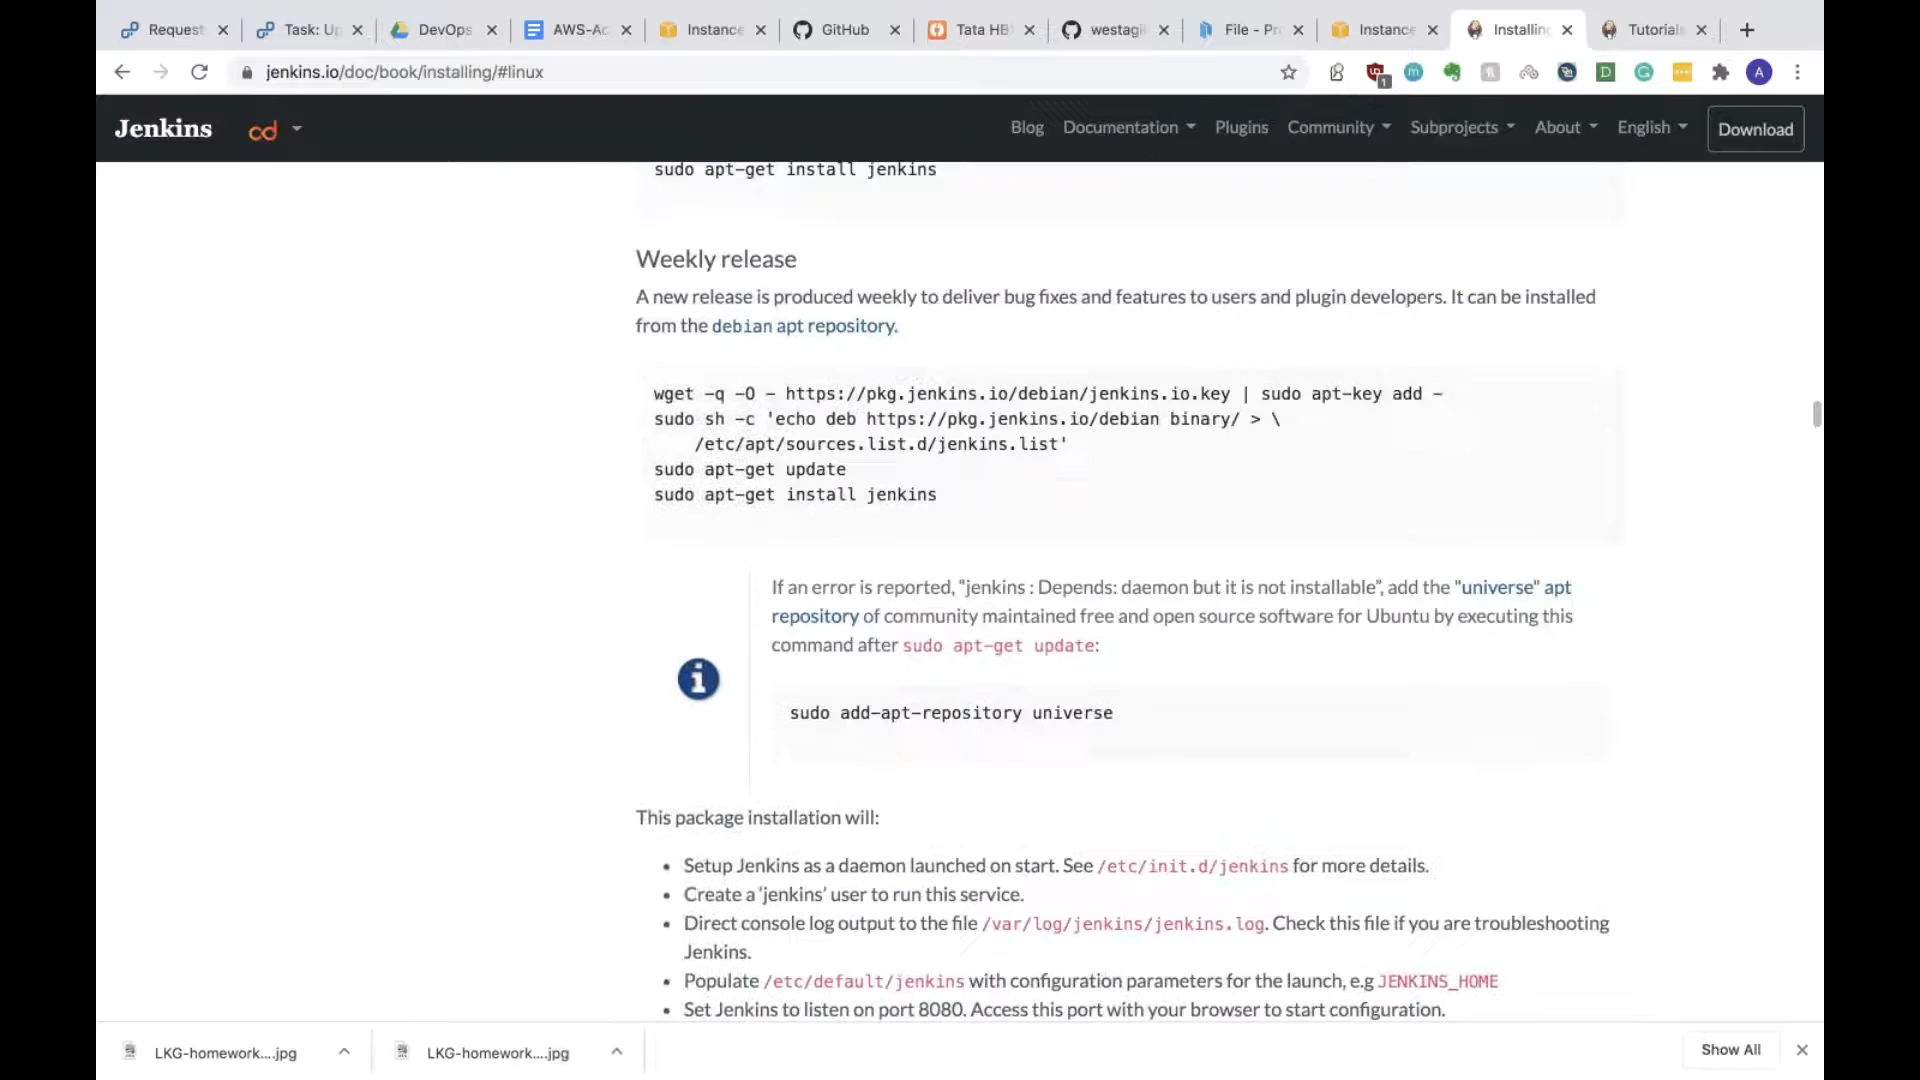 Request
Task: Up
DevOps
AWS-Ac
Instance
GitHub
Tata HB
westagil
File - Pr
Instance
Installing
Tutorials
jenkins.io/doc/book/installing/#linux
Jenkins
cd
Blog
Documentation
Plugins
Community
Subprojects
About
English
Download
sudo apt-get install jenkins
Weekly release
A new release is produced weekly to deliver bug fixes and features to users and plugin developers. It can be installed
from the debian apt repository.
wget -q -O - https://pkg.jenkins.io/debian/jenkins.io.key | sudo apt-key add -
sudo sh -c 'echo deb https://pkg.jenkins.io/debian binary/ > \
/etc/apt/sources.list.d/jenkins.list'
sudo apt-get update
sudo apt-get install jenkins
If an error is reported, "jenkins : Depends: daemon but it is not installable", add the "universe" apt
repository of community maintained free and open source software for Ubuntu by executing this
command after sudo apt-get update:
sudo add-apt-repository universe
This package installation will:
• Setup Jenkins as a daemon launched on start. See /etc/init.d/jenkins for more details.
• Create a ‘jenkins’ user to run this service.
• Direct console log output to the file /var/log/jenkins/jenkins.log. Check this file if you are troubleshooting
Jenkins.
• Populate /etc/default/jenkins with configuration parameters for the launch, e.g JENKINS_HOME
• Set Jenkins to listen on port 8080. Access this port with your browser to start configuration.
LKG-homework....jpg
LKG-homework....jpg
Show All